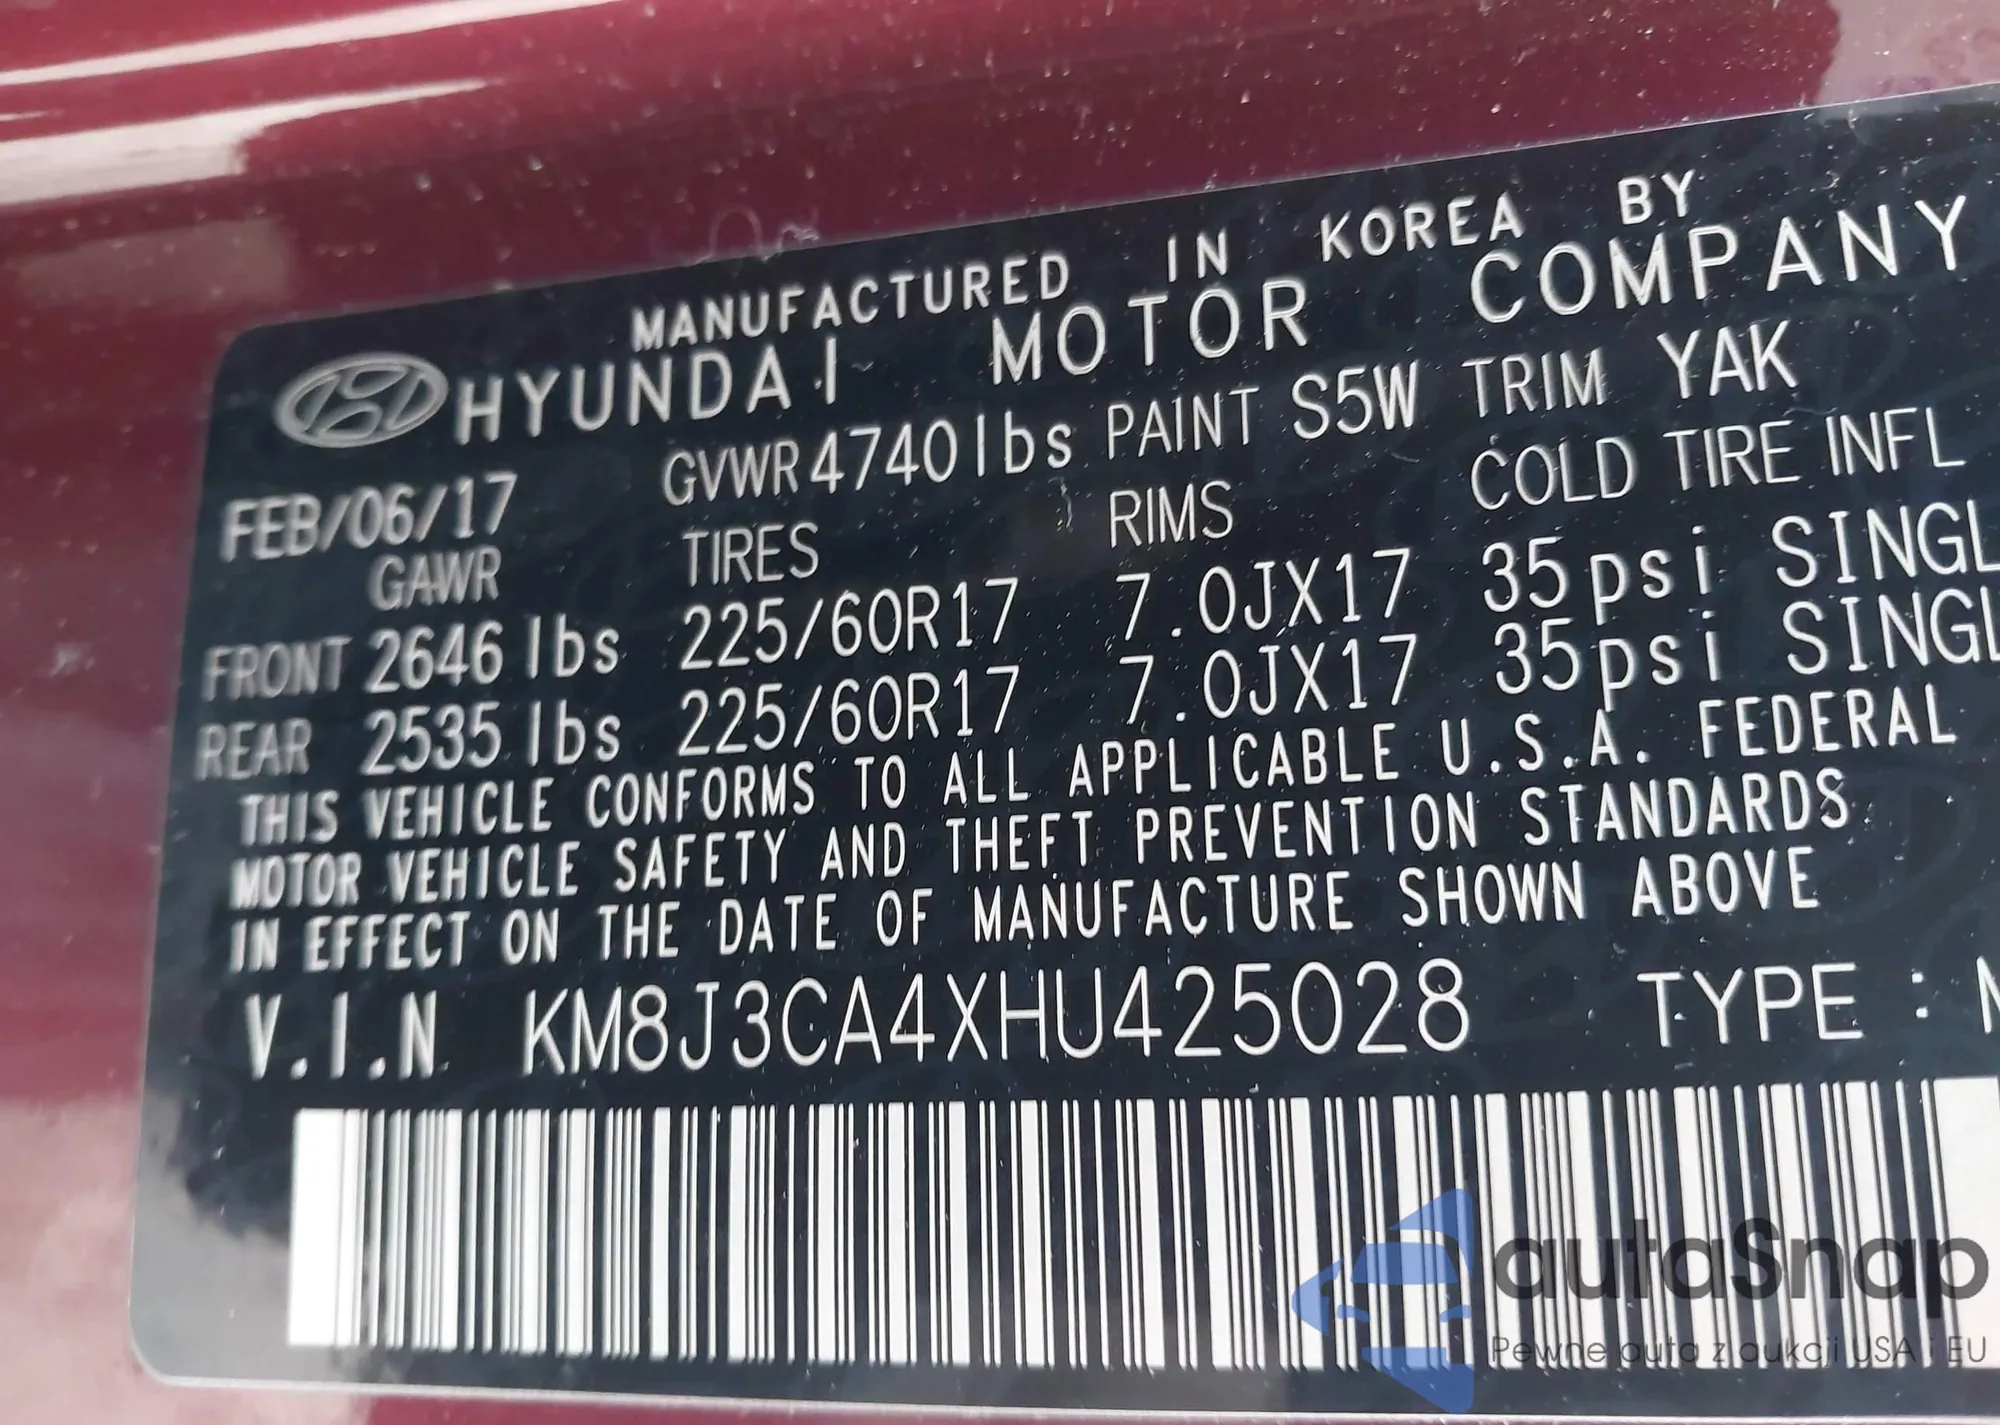 MANUFACTURED IN KOREA BY
HYUNDAI MOTOR COMPANY
FEB/06/17 GVWR 4740lbs PAINT S5W TRIM YAK
GAWR TIRES RIMS COLD TIRE INFL
FRONT 2646 lbs 225/60R17 7.0JX17 35psi SINGL
REAR 2535 lbs 225/60R17 7.0JX17 35psi SINGL
THIS VEHICLE CONFORMS TO ALL APPLICABLE U.S.A. FEDERAL
MOTOR VEHICLE SAFETY AND THEFT PREVENTION STANDARDS
IN EFFECT ON THE DATE OF MANUFACTURE SHOWN ABOVE
V.I.N KM8J3CA4XHU425028 TYPE :
autaSnap
Pewne auta z aukcji USA i EU